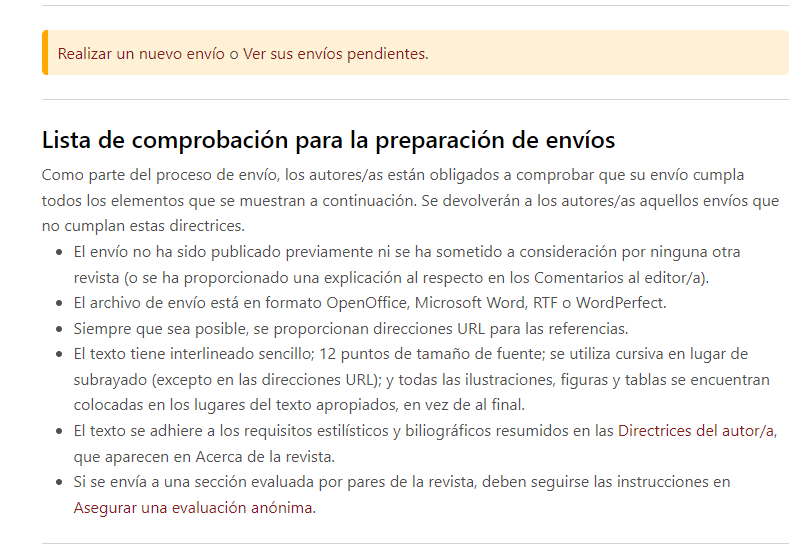 Realizar un nuevo envío o Ver sus envíos pendientes.
Lista de comprobación para la preparación de envíos
Como parte del proceso de envío, los autores/as están obligados a comprobar que su envío cumpla
todos los elementos que se muestran a continuación. Se devolverán a los autores/as aquellos envíos que
no cumplan estas directrices.
• El envío no ha sido publicado previamente ni se ha sometido a consideración por ninguna otra
revista (o se ha proporcionado una explicación al respecto en los Comentarios al editor/a).
• El archivo de envío está en formato OpenOffice, Microsoft Word, RTF o WordPerfect.
• Siempre que sea posible, se proporcionan direcciones URL para las referencias.
• El texto tiene interlineado sencillo; 12 puntos de tamaño de fuente; se utiliza cursiva en lugar de
subrayado (excepto en las direcciones URL); y todas las ilustraciones, figuras y tablas se encuentran
colocadas en los lugares del texto apropiados, en vez de al final.
• El texto se adhiere a los requisitos estilísticos y biliográficos resumidos en las Directrices del autor/a,
que aparecen en Acerca de la revista.
• Si se envía a una sección evaluada por pares de la revista, deben seguirse las instrucciones en
Asegurar una evaluación anónima.